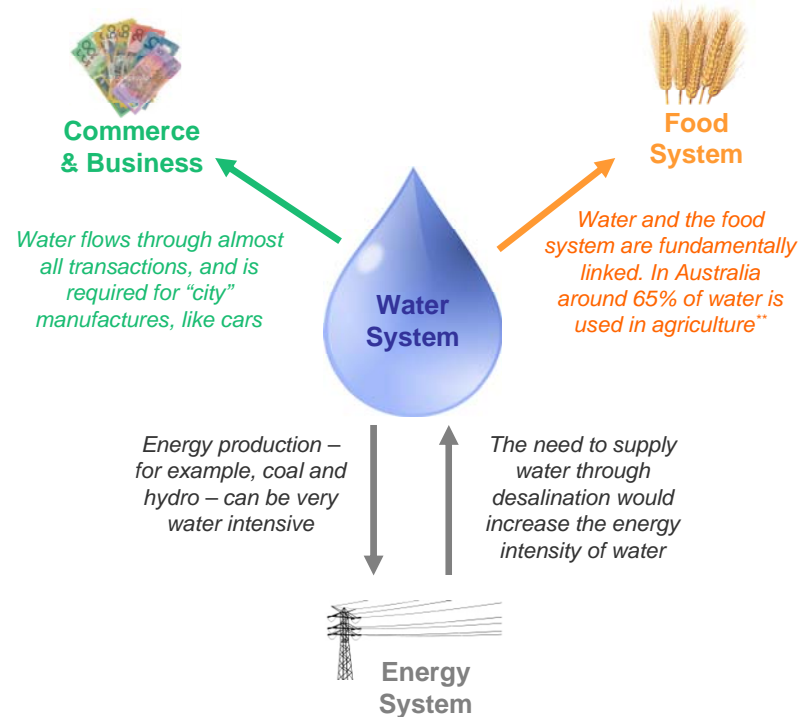 Commerce
& Business
Food
System
Water flows through almost
all transactions, and is
required for “city”
manufactures, like cars
Water
System
Water and the food
system are fundamentally
linked. In Australia
around 65% of water is
used in agriculture**
Energy production –
for example, coal and
hydro – can be very
water intensive
The need to supply
water through
desalination would
increase the energy
intensity of water
Energy
System